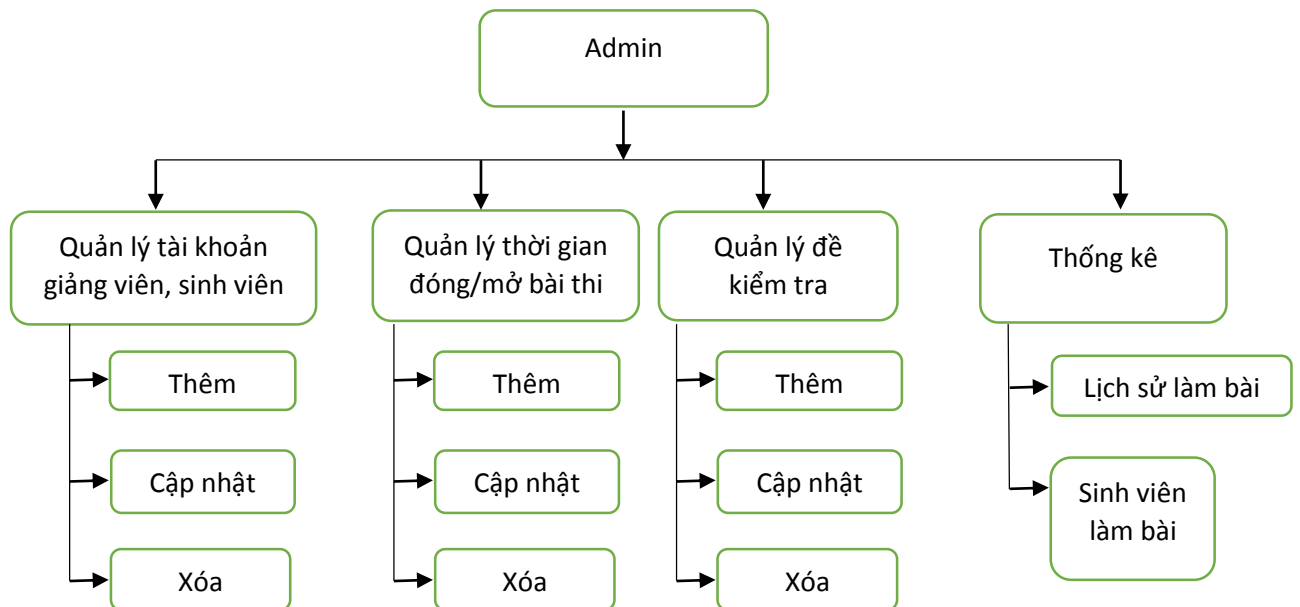 Admin
Quản lý tài khoản
giảng viên, sinh viên
Quản lý thời gian
đóng/mở bài thi
Quản lý đề
kiểm tra
Thống kê
Thêm
Thêm
Thêm
Lịch sử làm bài
Cập nhật
Cập nhật
Cập nhật
Sinh viên
làm bài
Xóa
Xóa
Xóa